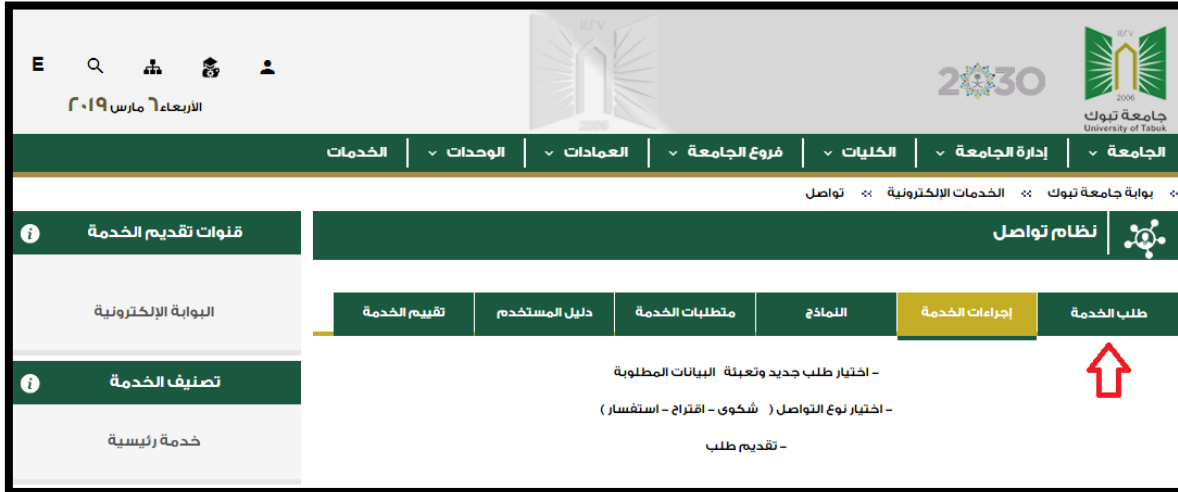 ١٤٢٧
2006
جامعة تبوك
University of Tabuk
2030
2006
E
الأربعاء ٦ مارس ٢٠١٩
الجامعة
إدارة الجامعة
الكليات
فروع الجامعة
العمادات
الوحدات
الخدمات
بوابة جامعة تبوك >> الخدمات الإلكترونية >> تواصل
نظام تواصل
طلب الخدمة
إجراءات الخدمة
النماذج
متطلبات الخدمة
دليل المستخدم
تقييم الخدمة
- اختيار طلب جديد وتعبئة البيانات المطلوبة
- اختيار نوع التواصل ( شكوى - اقتراح - استفسار )
- تقديم طلب
قنوات تقديم الخدمة
البوابة الإلكترونية
تصنيف الخدمة
خدمة رئيسية